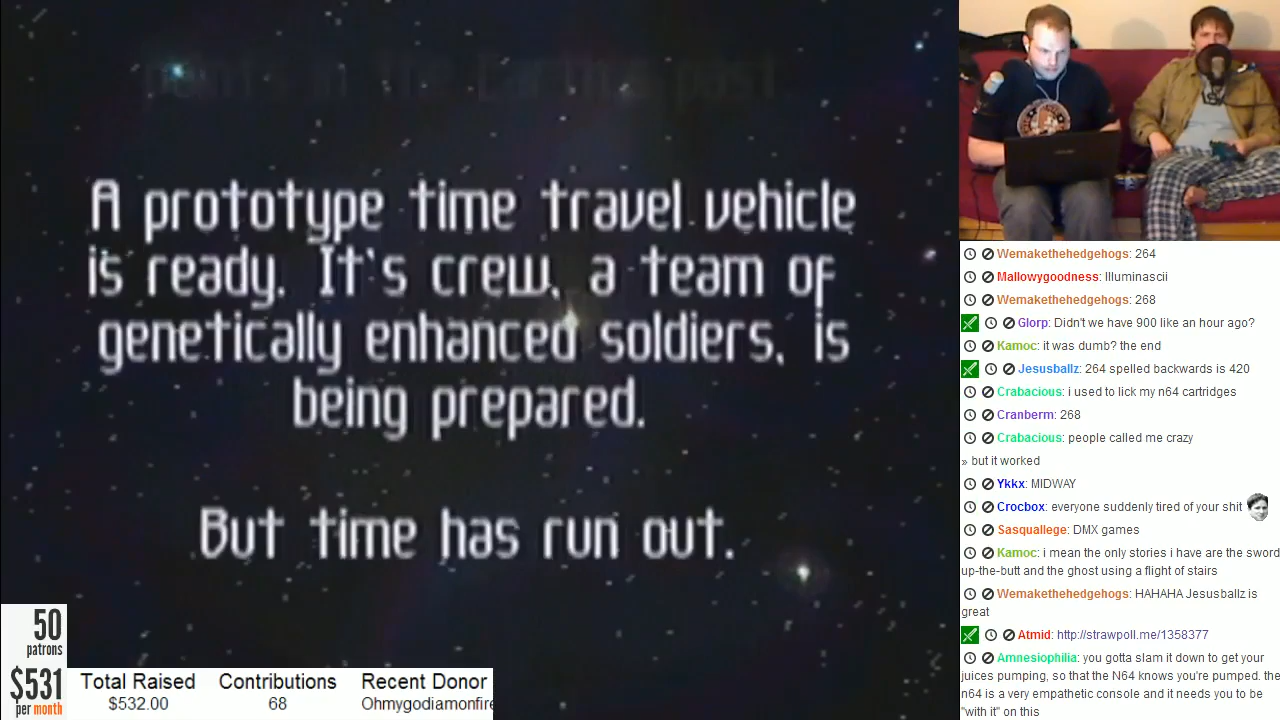 points in the Earth's past
A prototype time travel vehicle
is ready. It's crew, a team of
genetically enhanced soldiers, is
being prepared.
But time has run out.
50
patrons
$531
per month
Total Raised
$532.00
Contributions
68
Recent Donor
Ohmygodiamonfire
Wemakethehedgehogs: 264
Mallowygoodness: Illuminascii
Wemakethehedgehogs: 268
Glorp: Didn't we have 900 like an hour ago?
Kamoc: it was dumb? the end
Jesusballz: 264 spelled backwards is 420
Crabacious: i used to lick my n64 cartridges
Cranberm: 268
Crabacious: people called me crazy
» but it worked
Ykkx: MIDWAY
Crocbox: everyone suddenly tired of your shit
Sasquallege: DMX games
Kamoc: i mean the only stories i have are the sword
up-the-butt and the ghost using a flight of stairs
Wemakethehedgehogs: HAHAHA Jesusballz is
great
Atmid: http://strawpoll.me/1358377
Amnesiophilia: you gotta slam it down to get your
juices pumping, so that the N64 knows you're pumped. the
n64 is a very empathetic console and it needs you to be
"with it" on this